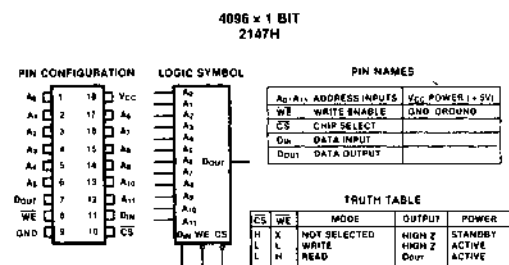 4096 x 1 BIT
2147H
PIN CONFIGURATION
A0 1 18 VCC
A1 2 17 A6
A2 3 16 A7
A3 4 15 A8
A4 5 14 A9
A5 6 13 A10
DOUT 7 12 A11
WE 8 11 DIN
GND 9 10 CS
LOGIC SYMBOL
A0
A1
A2
A3
A4
A5
A6
A7
A8
A9
A10
A11
DOUT
DIN WE CS
PIN NAMES
A0-A11 ADDRESS INPUTS VCC POWER (+5V)
WE WRITE ENABLE GND GROUND
CS CHIP SELECT
DIN DATA INPUT
DOUT DATA OUTPUT
TRUTH TABLE
CS WE MODE OUTPUT POWER
H X NOT SELECTED HIGH Z STANDBY
L L WRITE HIGH Z ACTIVE
L H READ DOUT ACTIVE